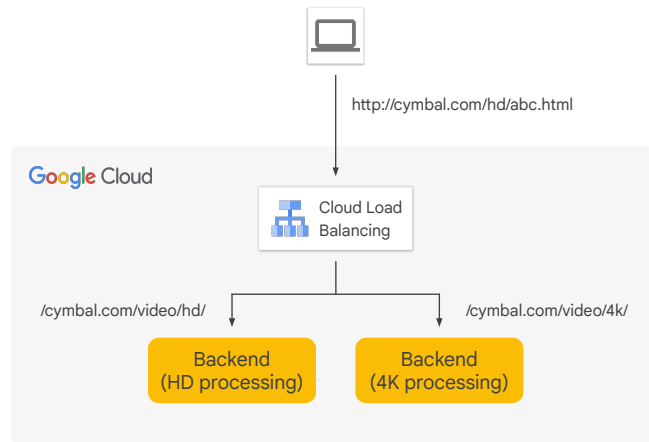 http://cymbal.com/hd/abc.html
Google Cloud
Cloud Load
Balancing
/cymbal.com/video/hd/
/cymbal.com/video/4k/
Backend
(HD processing)
Backend
(4K processing)